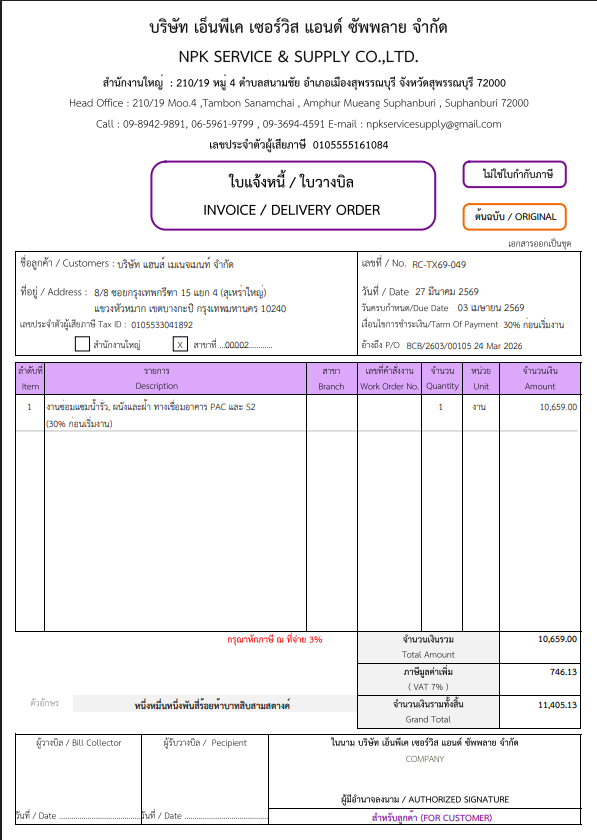 บริษัท เอ็นพีเค เซอร์วิส แอนด์ ซัพพลาย จำกัด
NPK SERVICE & SUPPLY CO.,LTD.
สำนักงานใหญ่ : 210/19 หมู่ 4 ตำบลสนามชัย อำเภอเมืองสุพรรณบุรี จังหวัดสุพรรณบุรี 72000
Head Office : 210/19 Moo.4 ,Tambon Sanamchai , Amphur Mueang Suphanburi , Suphanburi 72000
Call : 09-8942-9891, 06-5961-9799 , 09-3694-4591 E-mail : npkservicesupply@gmail.com
เลขประจำตัวผู้เสียภาษี 0105555161084
ใบแจ้งหนี้ / ใบวางบิล
INVOICE / DELIVERY ORDER
ไม่ใช่ใบกำกับภาษี
ต้นฉบับ / ORIGINAL
เอกสารออกเป็นชุด
ชื่อลูกค้า / Customers : บริษัท แฮนส์ เมเนจเมนท์ จำกัด
เลขที่ / No. RC-TX69-049
ที่อยู่ / Address : 8/8 ซอยกรุงเทพกรีฑา 15 แยก 4 (สุเหร่าใหญ่)
แขวงหัวหมาก เขตบางกะปิ กรุงเทพมหานคร 10240
วันที่ / Date 27 มีนาคม 2569
วันครบกำหนด/Due Date 03 เมษายน 2569
เลขประจำตัวผู้เสียภาษี Tax ID : 0105533041892
เงื่อนไขการชำระเงิน/Tarm Of Payment 30% ก่อนเริ่มงาน
สำนักงานใหญ่ X สาขาที่ ...00002............
อ้างถึง P/O BCB/2603/00105 24 Mar 2026
ลำดับที่ รายการ สาขา เลขที่คำสั่งงาน จำนวน หน่วย จำนวนเงิน
Item Description Branch Work Order No. Quantity Unit Amount
1 งานซ่อมแซมน้ำรั่ว, ผนังและฝ้า ทางเชื่อมอาคาร PAC และ S2 1 งาน 10,659.00
(30% ก่อนเริ่มงาน)
กรุณาหักภาษี ณ ที่จ่าย 3%
จำนวนเงินรวม 10,659.00
Total Amount
ภาษีมูลค่าเพิ่ม 746.13
( VAT 7% )
ตัวอักษร หนึ่งหมื่นหนึ่งพันสี่ร้อยห้าบาทสิบสามสตางค์
จำนวนเงินรามทั้งสิ้น 11,405.13
Grand Total
ผู้วางบิล / Bill Collector
ผู้รับวางบิล / Pecipient
ในนาม บริษัท เอ็นพีเค เซอร์วิส แอนด์ ซัพพลาย จำกัด
COMPANY
ผู้มีอำนาจลงนาม / AUTHORIZED SIGNATURE
วันที่ / Date ............................
วันที่ / Date ............................
สำหรับลูกค้า (FOR CUSTOMER)